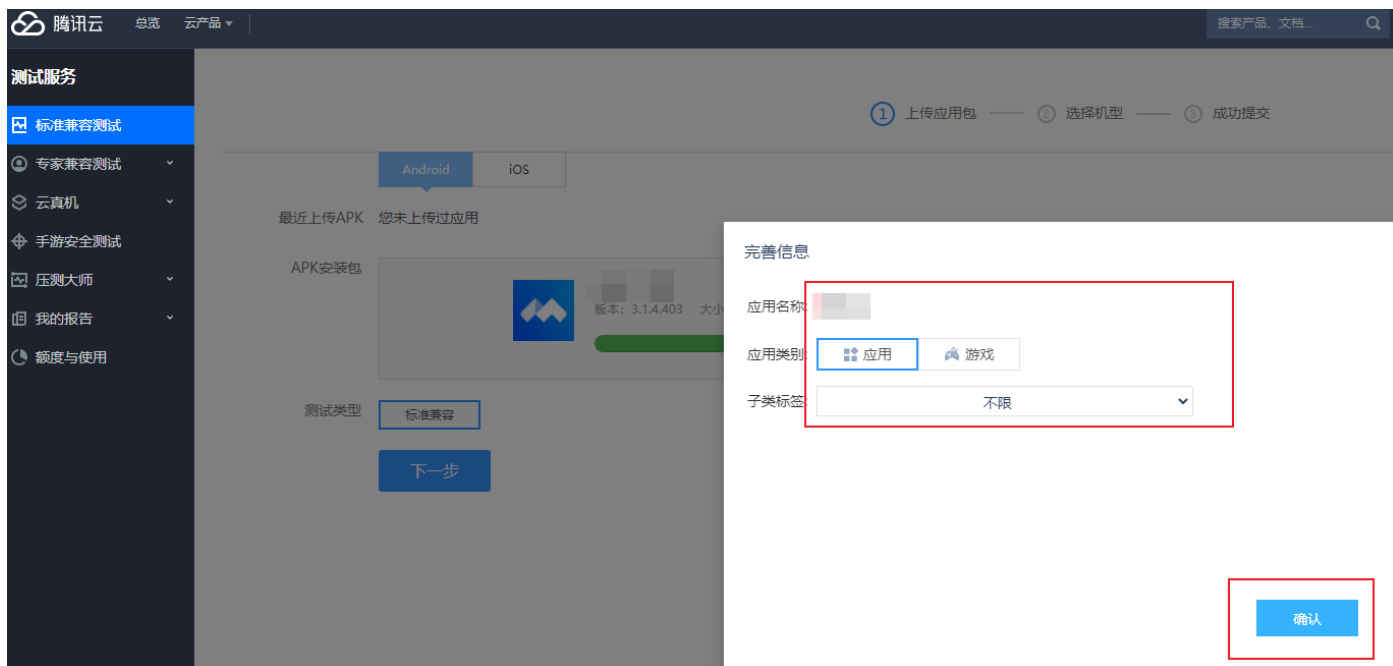 腾讯云 总览 云产品 搜索产品、文档...
测试服务
标准兼容测试
专家兼容测试
云真机
手游安全测试
压测大师
我的报告
额度与使用
1 上传应用包 2 选择机型 3 成功提交
Android iOS
最近上传APK 您未上传过应用
APK安装包
版本：3.1.4.403 大小
测试类型 标准兼容
下一步
完善信息
应用名称:
应用类别: 应用 游戏
子类标签: 不限
确认